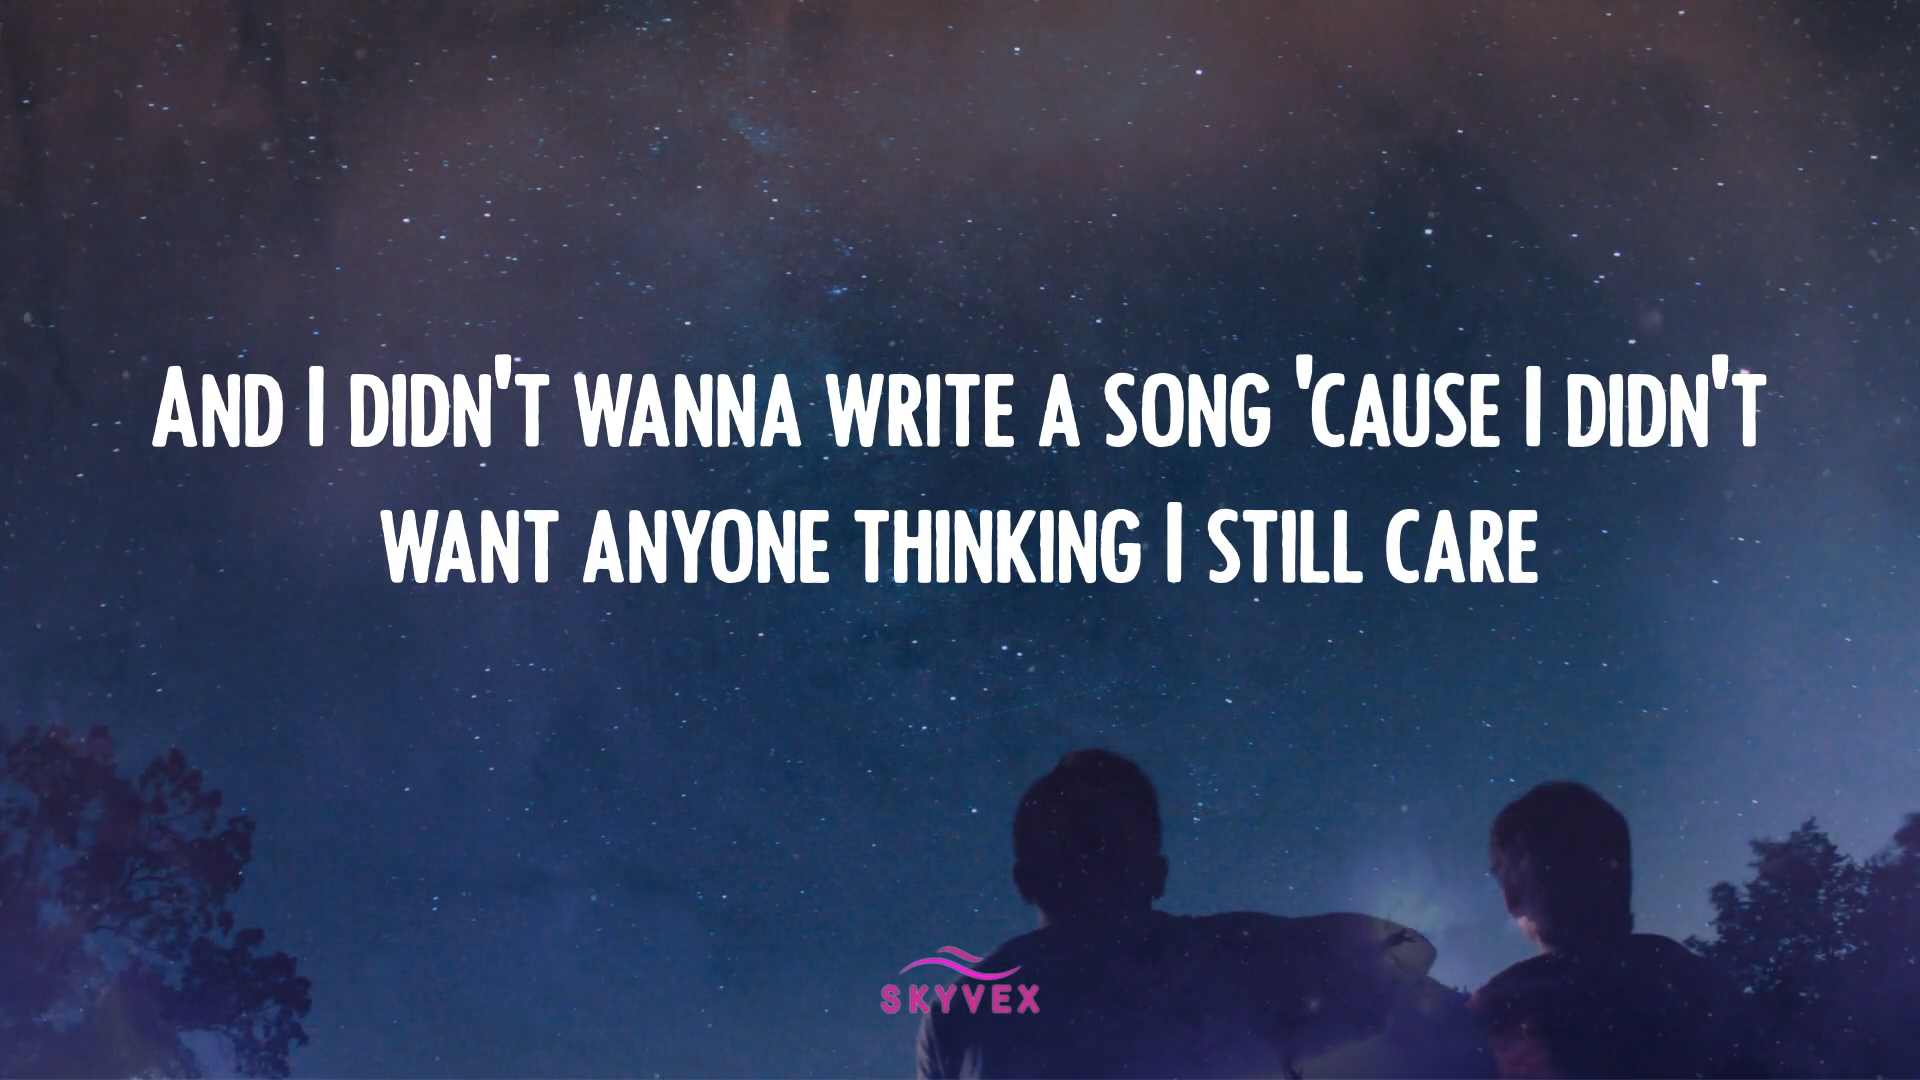 And I didn't wanna write a song 'cause I didn't
want anyone thinking I still care
SKYVEX